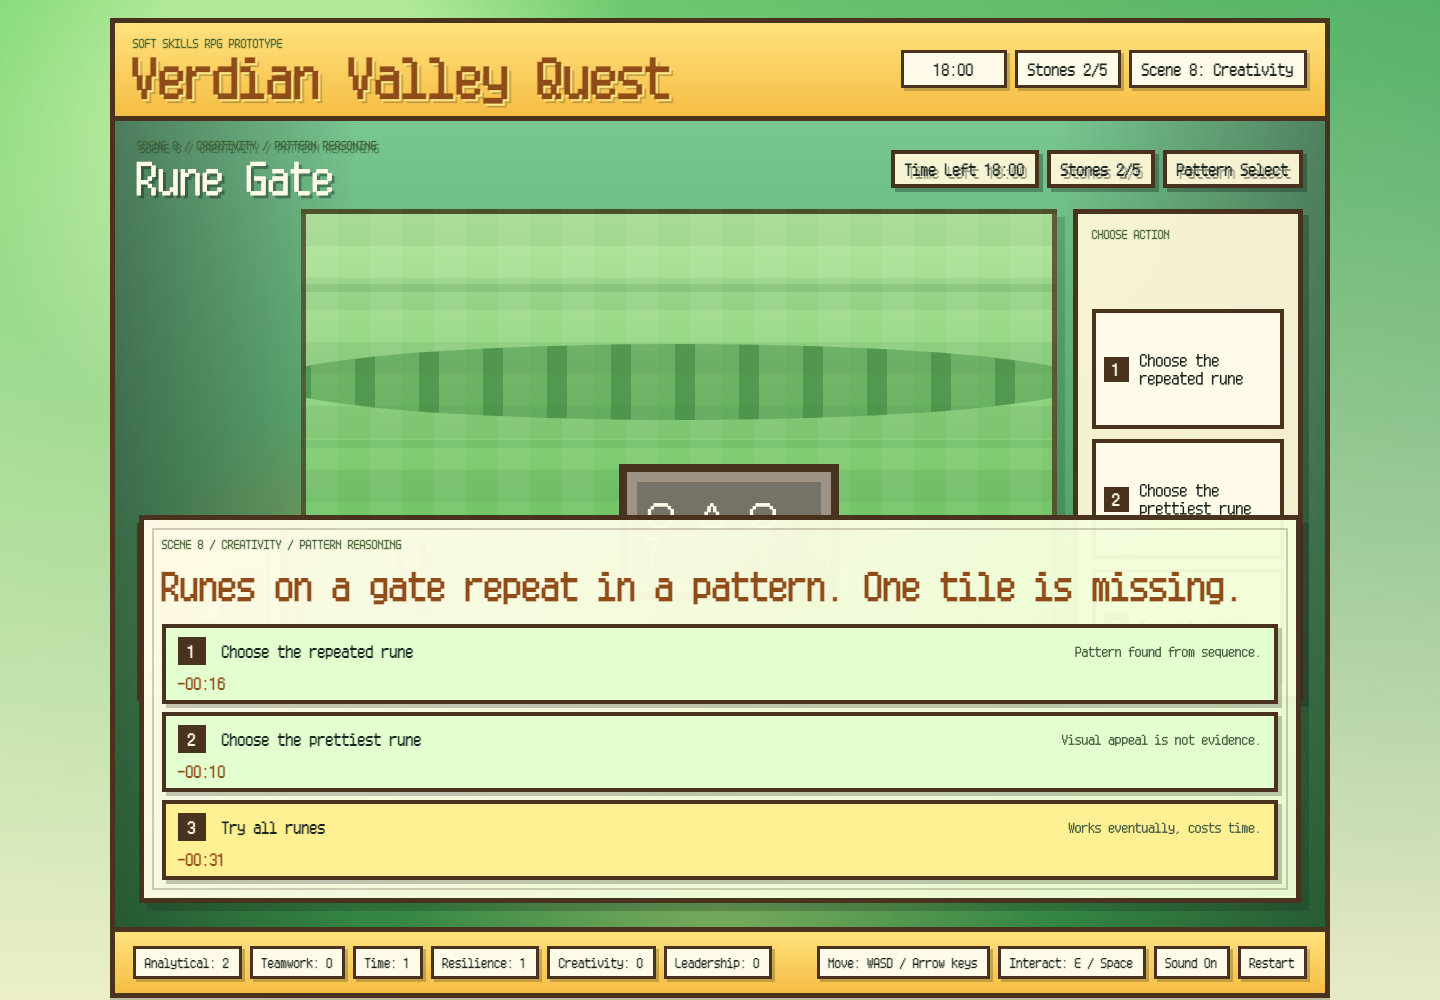 SOFT SKILLS RPG PROTOTYPE
Verdian Valley Quest
18:00
Stones 2/5
Scene 8: Creativity
SCENE 8 / CREATIVITY / PATTERN REASONING
Rune Gate
Time Left 18:00
Stones 2/5
Pattern Select
CHOOSE ACTION
1 Choose the
repeated rune
2 Choose the
prettiest rune
?
SCENE 8 / CREATIVITY / PATTERN REASONING
Runes on a gate repeat in a pattern. One tile is missing.
1 Choose the repeated rune
Pattern found from sequence.
-00:16
2 Choose the prettiest rune
Visual appeal is not evidence.
-00:10
3 Try all runes
Works eventually, costs time.
-00:31
Analytical: 2
Teamwork: 0
Time: 1
Resilience: 1
Creativity: 0
Leadership: 0
Move: WASD / Arrow keys
Interact: E / Space
Sound On
Restart